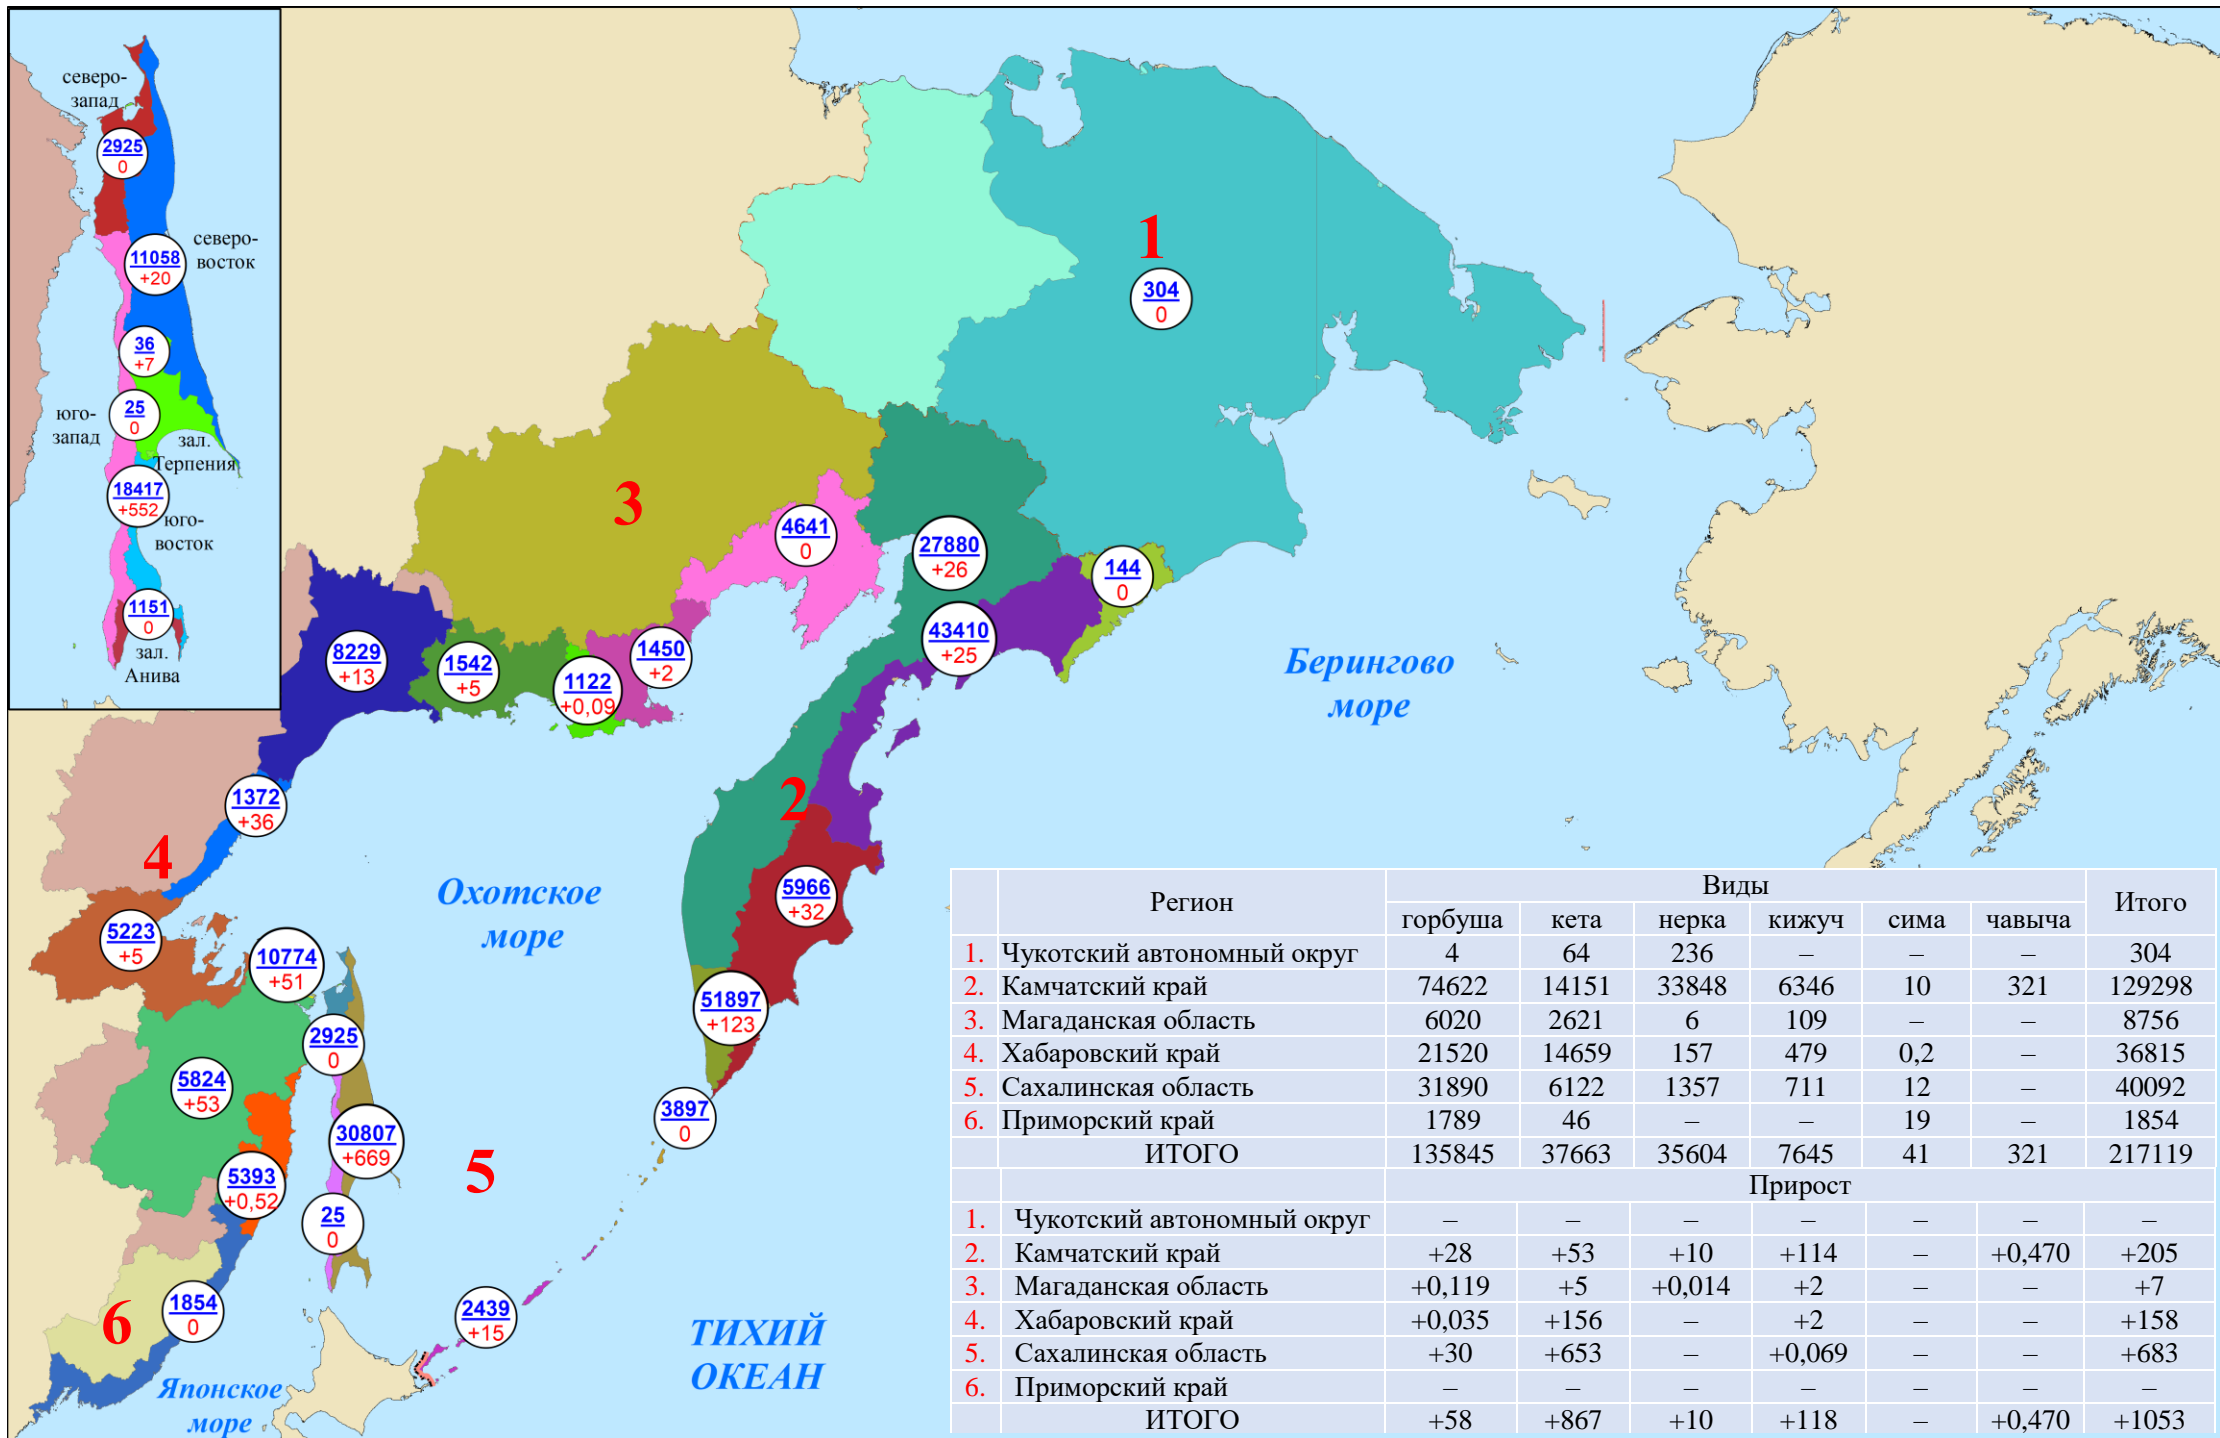 северо-
запад
2925
0
северо-
восток
11058
+20
36
+7
юго-
запад
25
0
зал.
Терпения
18417
+552
юго-
восток
1151
0
зал.
Анива
1
304
0
3
4641
0
27880
+26
144
0
43410
+25
8229
+13
1542
+5
1122
+0,09
1450
+2
Берингово
море
1372
+36
4
2
5966
+32
Охотское
море
5223
+5
10774
+51
51897
+123
2925
0
5824
+53
3897
0
30807
+669
5
5393
+0,52
25
0
6
1854
0
2439
+15
ТИХИЙ
ОКЕАН
Японское
море
Регион Виды Итого
горбуша кета нерка кижуч сима чавыча
1. Чукотский автономный округ 4 64 236 – – – 304
2. Камчатский край 74622 14151 33848 6346 10 321 129298
3. Магаданская область 6020 2621 6 109 – – 8756
4. Хабаровский край 21520 14659 157 479 0,2 – 36815
5. Сахалинская область 31890 6122 1357 711 12 – 40092
6. Приморский край 1789 46 – – 19 – 1854
ИТОГО 135845 37663 35604 7645 41 321 217119
Прирост
1. Чукотский автономный округ – – – – – – –
2. Камчатский край +28 +53 +10 +114 – +0,470 +205
3. Магаданская область +0,119 +5 +0,014 +2 – – +7
4. Хабаровский край +0,035 +156 – +2 – – +158
5. Сахалинская область +30 +653 – +0,069 – – +683
6. Приморский край – – – – – – –
ИТОГО +58 +867 +10 +118 – +0,470 +1053